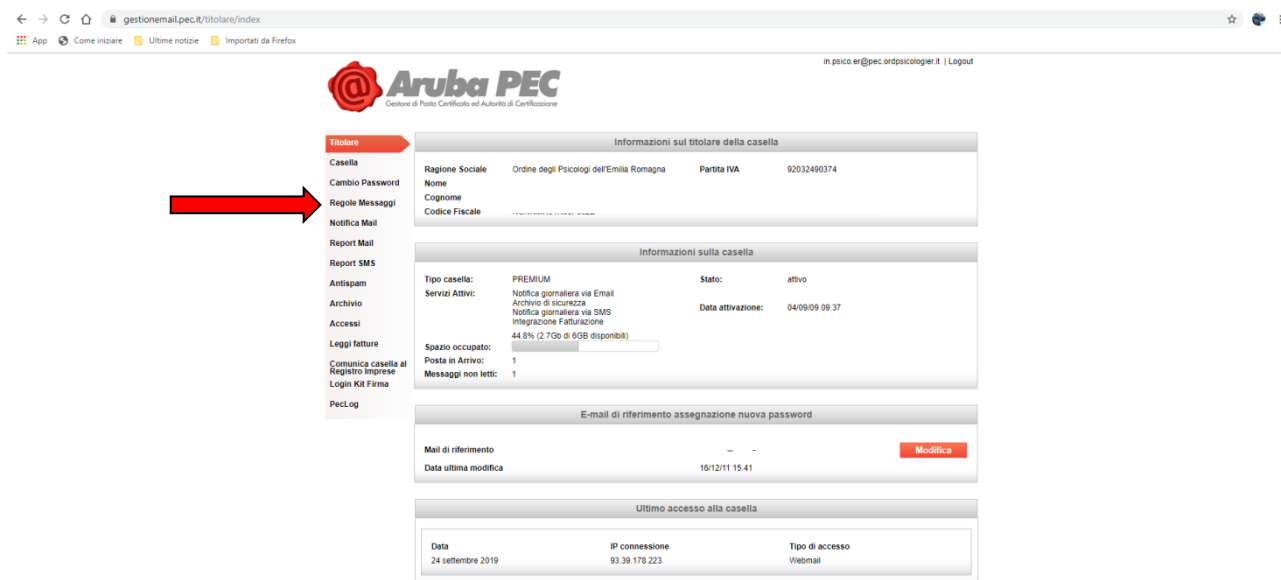 gestionemail.pec.it/titolare/index
App Come iniziare Ultime notizie Importati da Firefox
in.psico.er@pec.ordpsicologier.it | Logout
Aruba PEC
Gestore di Posta Certificata ed Autorità di Certificazione
Titolare
Casella
Cambio Password
Regole Messaggi
Notifica Mail
Report Mail
Report SMS
Antispam
Archivio
Accessi
Leggi fatture
Comunica casella al
Registro Imprese
Login Kit Firma
PecLog
Informazioni sul titolare della casella
Ragione Sociale Ordine degli Psicologi dell'Emilia Romagna Partita IVA 92032490374
Nome
Cognome
Codice Fiscale
Informazioni sulla casella
Tipo casella: PREMIUM Stato: attivo
Servizi Attivi: Notifica giornaliera via Email
Archivio di sicurezza
Notifica giornaliera via SMS Data attivazione: 04/09/09 09.37
Integrazione Fatturazione
44.8% (2.7Gb di 6GB disponibili)
Spazio occupato:
Posta in Arrivo: 1
Messaggi non letti: 1
E-mail di riferimento assegnazione nuova password
Mail di riferimento Modifica
Data ultima modifica 16/12/11 15.41
Ultimo accesso alla casella
Data IP connessione Tipo di accesso
24 settembre 2019 93.39.178.223 Webmail